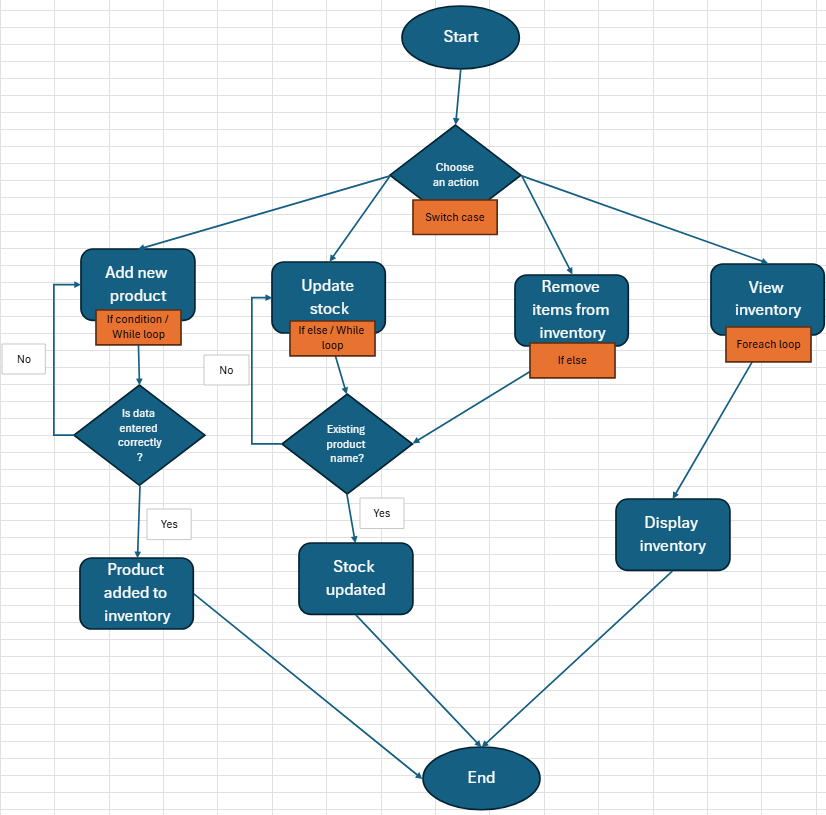 Start
Choose
an action
Switch case
Add new
product
If condition /
While loop
Update
stock
If else / While
loop
Remove
items from
inventory
If else
View
inventory
Foreach loop
No
No
Is data
entered
correctly
?
Existing
product
name?
Yes
Yes
Product
added to
inventory
Stock
updated
Display
inventory
End